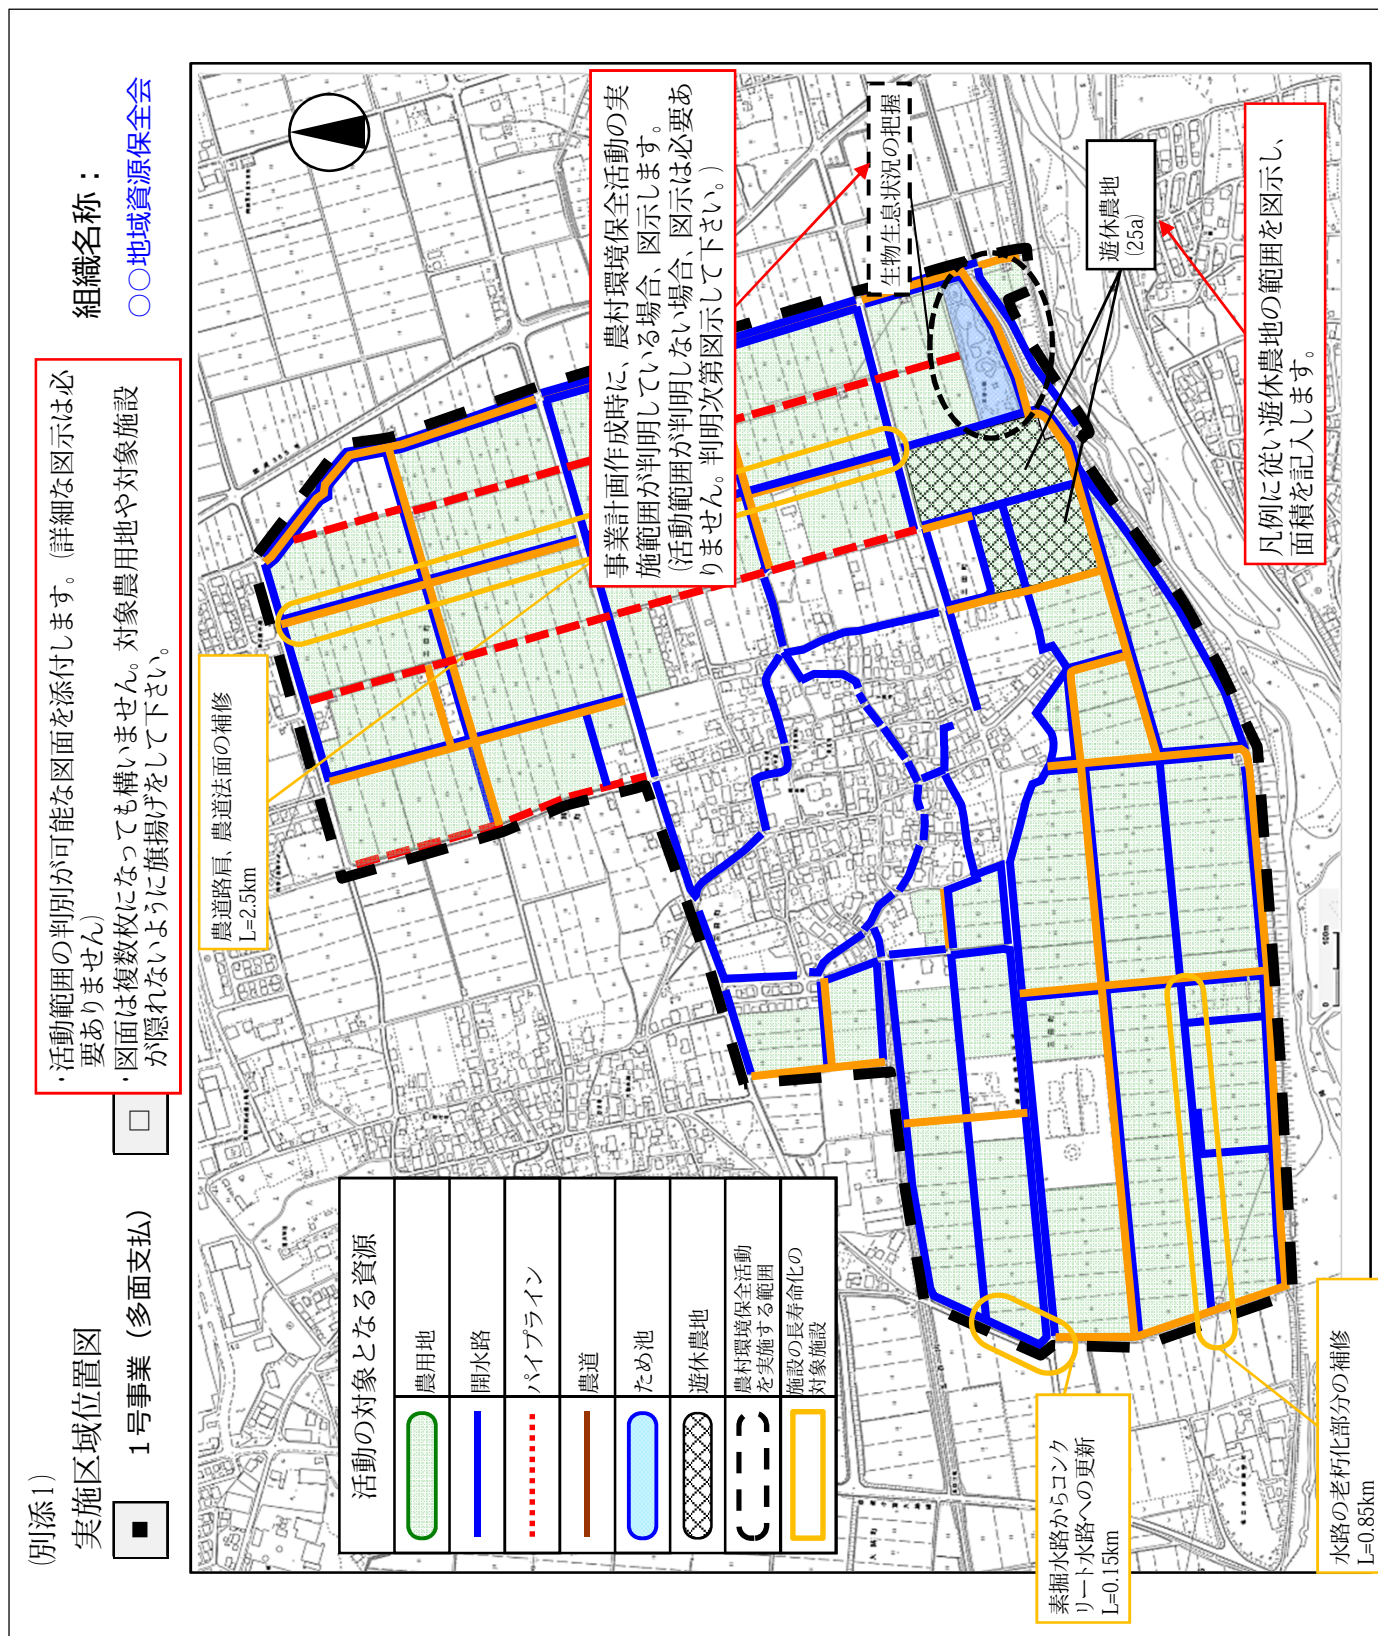 (別添1)
実施区域位置図
■ 1号事業（多面支払）
□
・活動範囲の判別が可能な図面を添付します。（詳細な図示は必
要ありません）
・図面は複数枚になっても構いません。対象農用地や対象施設
が隠れないように旗揚げをして下さい。
組織名称：
○○地域資源保全会
農道路肩、農道法面の補修
L=2.5km
事業計画作成時に、農村環境保全活動の実
施範囲が判明している場合、図示します。
（活動範囲が判明しない場合、図示は必要あ
りません。判明次第図示して下さい。）
生物生息状況の把握
遊休農地
(25a)
凡例に従い遊休農地の範囲を図示し、
面積を記入します。
活動の対象となる資源
農用地
開水路
パイプライン
農道
ため池
遊休農地
農村環境保全活動
を実施する範囲
施設の長寿命化の
対象施設
素掘水路からコンク
リート水路への更新
L=0.15km
水路の老朽化部分の補修
L=0.85km
0 100m